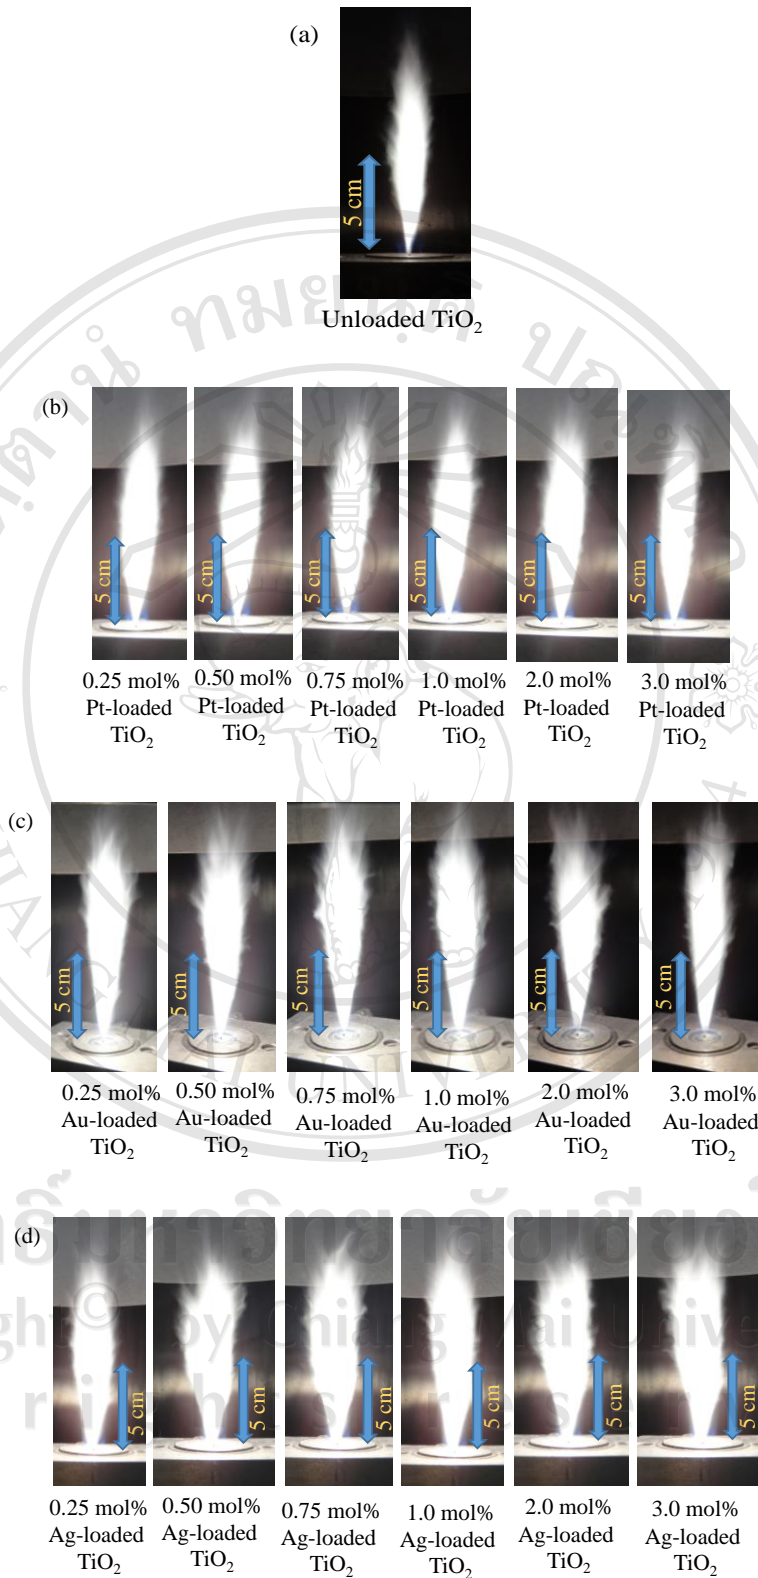 (a)
5 cm
Unloaded TiO₂
(b)
5 cm
5 cm
5 cm
5 cm
5 cm
5 cm
0.25 mol%
Pt-loaded
TiO₂
0.50 mol%
Pt-loaded
TiO₂
0.75 mol%
Pt-loaded
TiO₂
1.0 mol%
Pt-loaded
TiO₂
2.0 mol%
Pt-loaded
TiO₂
3.0 mol%
Pt-loaded
TiO₂
(c)
5 cm
5 cm
5 cm
5 cm
5 cm
5 cm
0.25 mol%
Au-loaded
TiO₂
0.50 mol%
Au-loaded
TiO₂
0.75 mol%
Au-loaded
TiO₂
1.0 mol%
Au-loaded
TiO₂
2.0 mol%
Au-loaded
TiO₂
3.0 mol%
Au-loaded
TiO₂
(d)
5 cm
5 cm
5 cm
5 cm
5 cm
5 cm
0.25 mol%
Ag-loaded
TiO₂
0.50 mol%
Ag-loaded
TiO₂
0.75 mol%
Ag-loaded
TiO₂
1.0 mol%
Ag-loaded
TiO₂
2.0 mol%
Ag-loaded
TiO₂
3.0 mol%
Ag-loaded
TiO₂